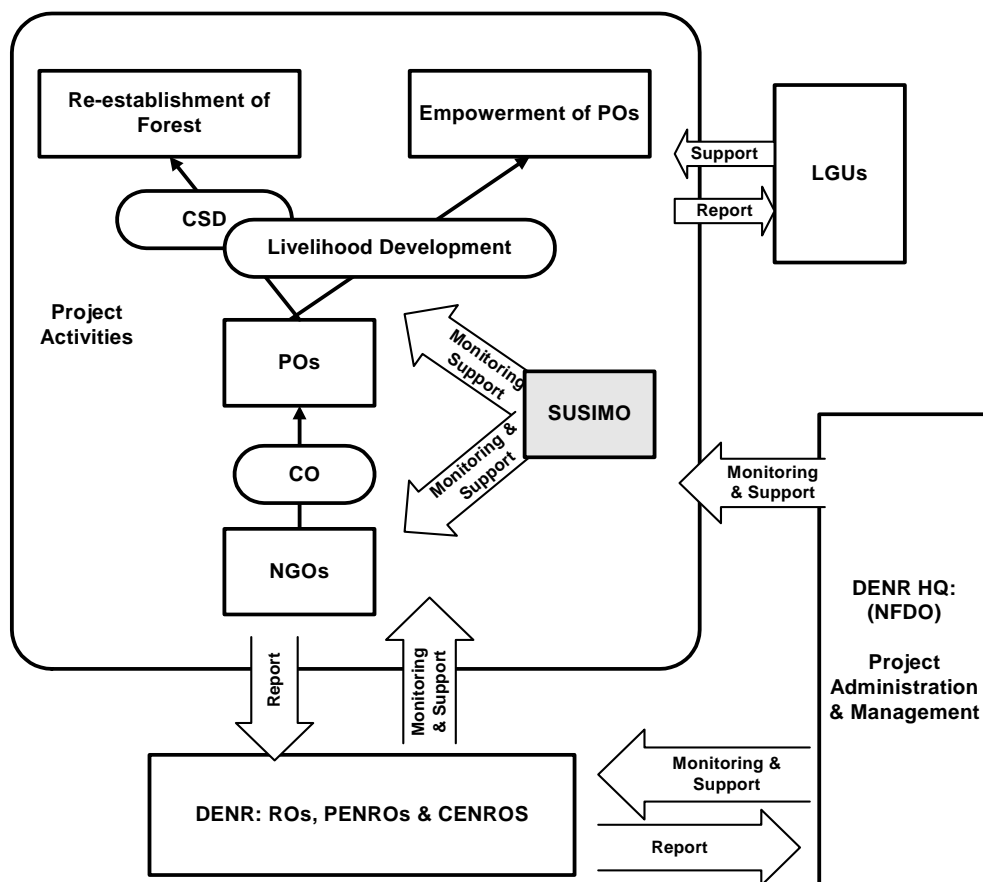 Re-establishment of
Forest
Empowerment of POs
Support
LGUs
CSD
Report
Livelihood Development
Project
Activities
Monitoring
Support
POs
SUSIMO
Monitoring &
Support
CO
Monitoring
& Support
NGOs
DENR HQ:
(NFDO)
Project
Administration
& Management
Report
Monitoring
& Support
Monitoring &
Support
DENR: ROs, PENROs & CENROS
Report